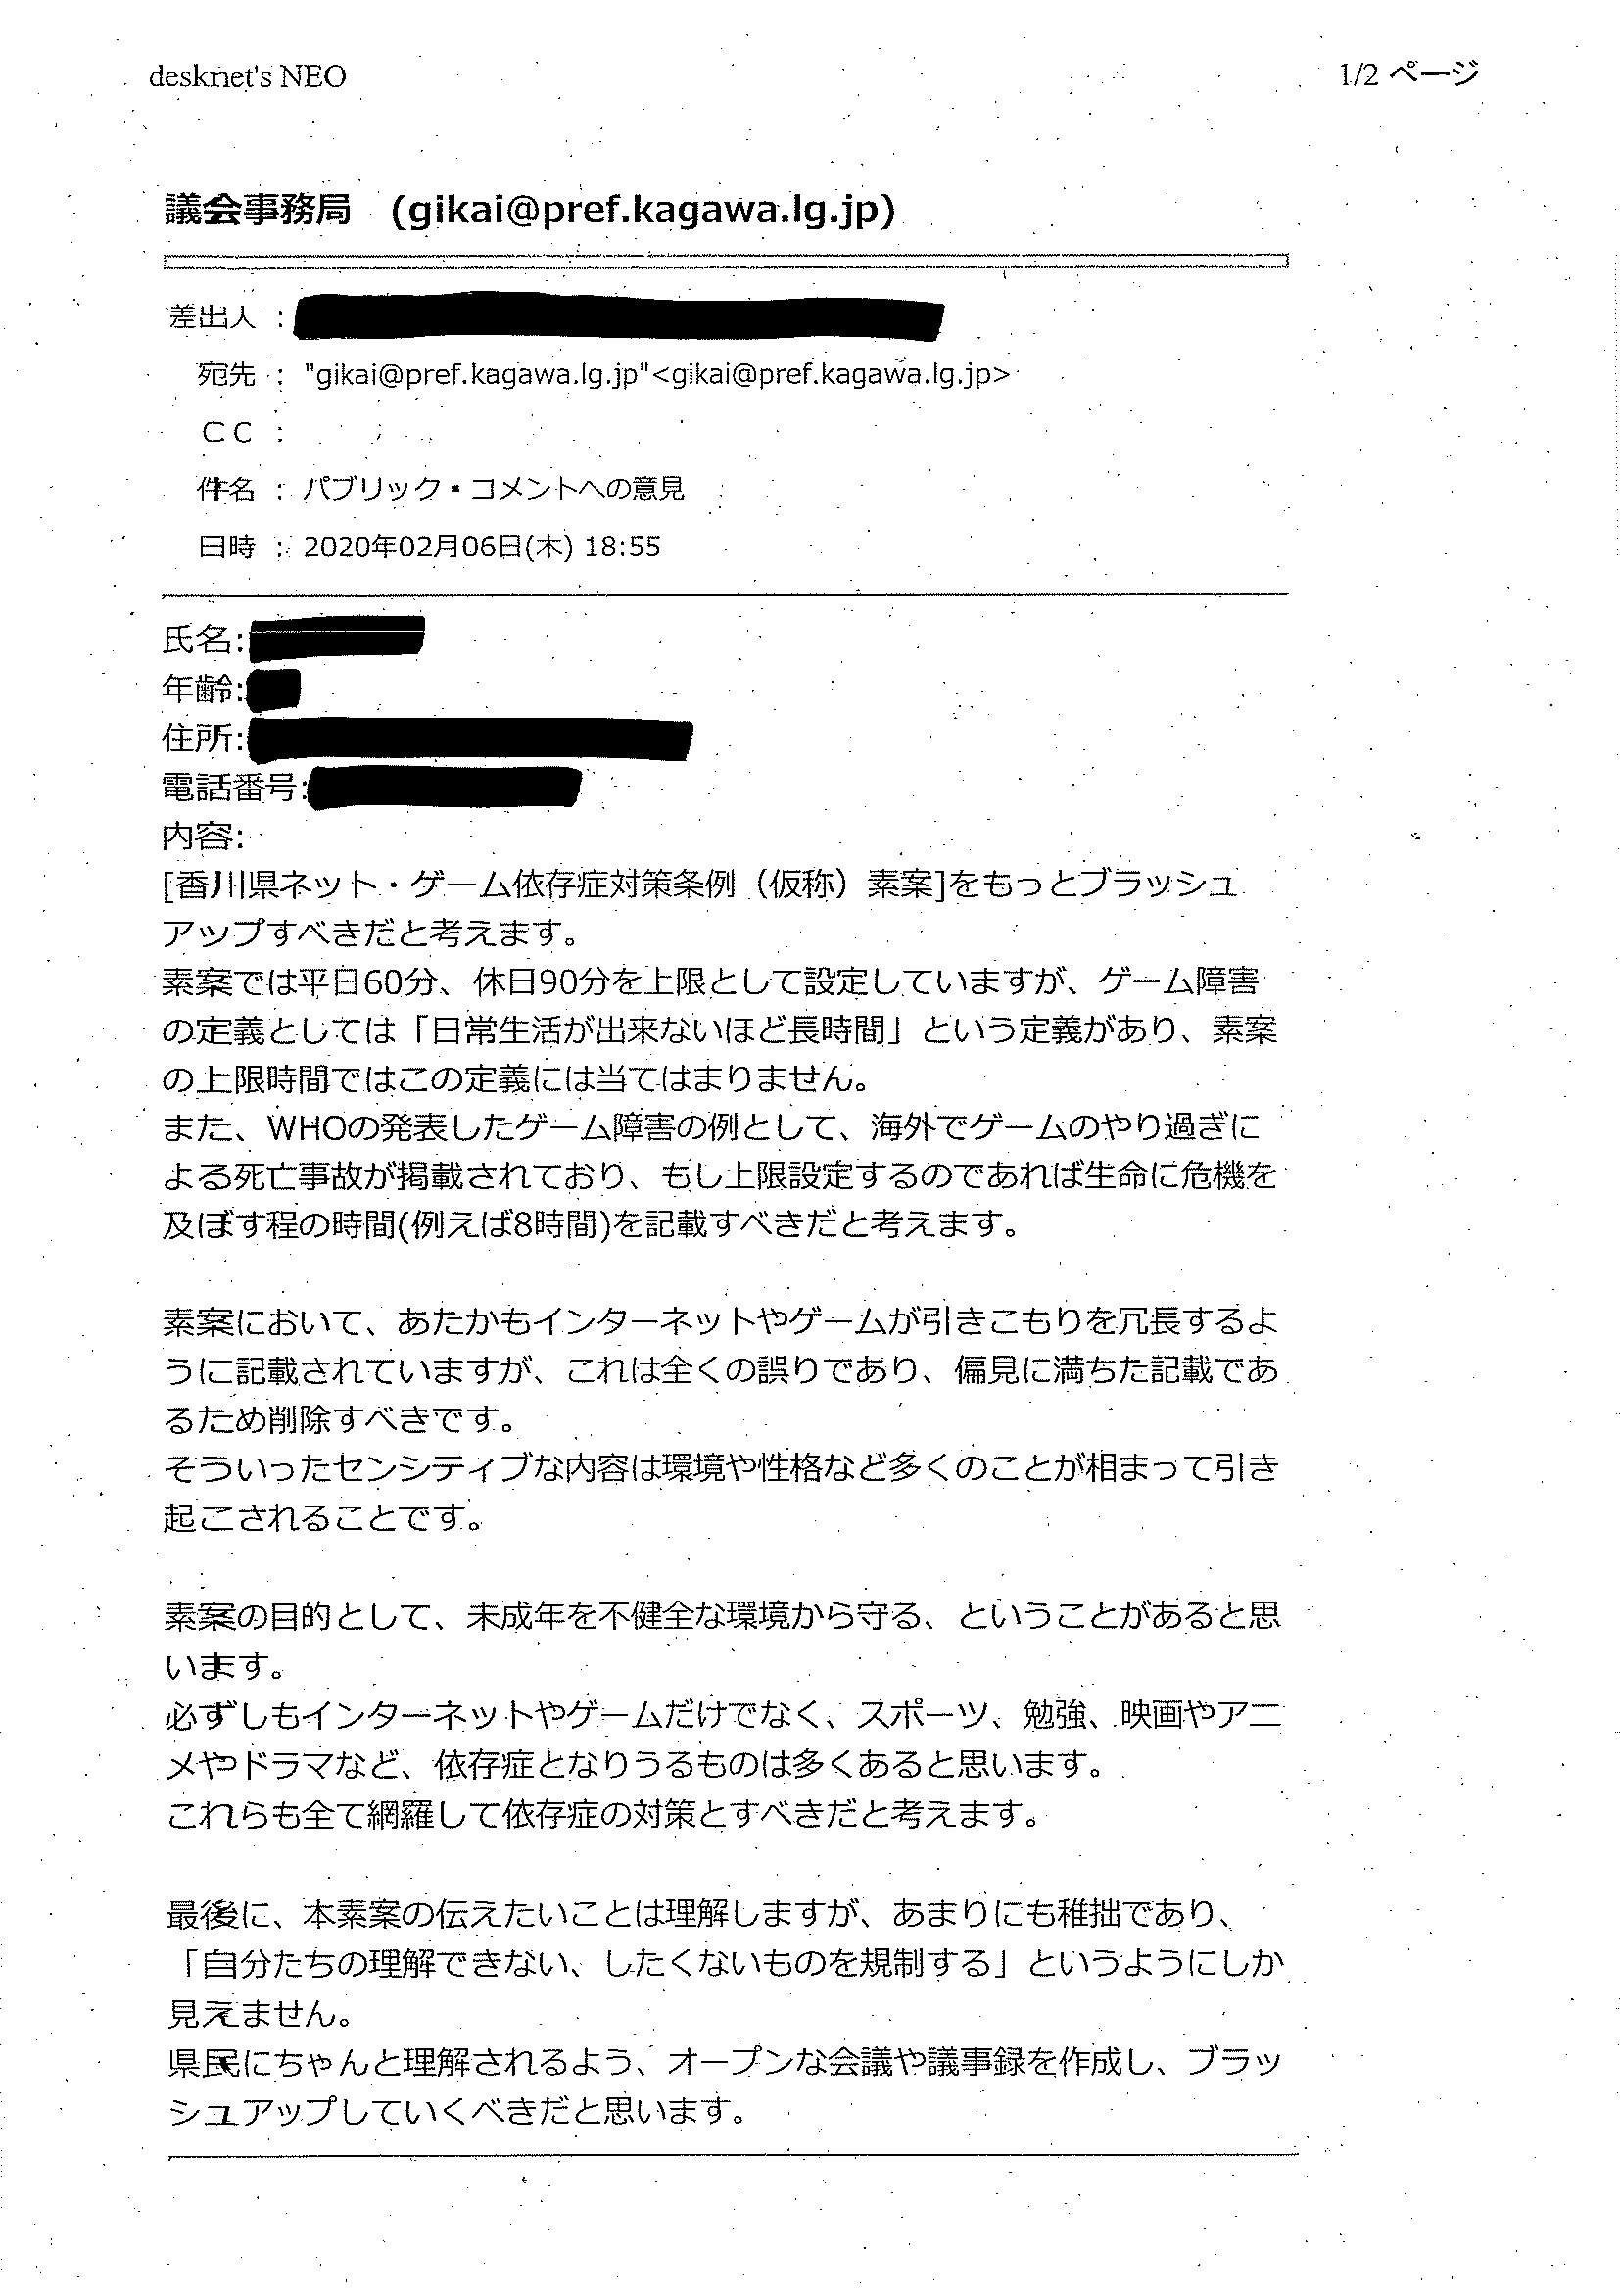 desknet's NEO
1/2 ページ
議会事務局 (gikai@pref.kagawa.lg.jp)
差出人 :
宛先 : "gikai@pref.kagawa.lg.jp"<gikai@pref.kagawa.lg.jp>
CC :
件名 : パブリック・コメントへの意見
日時 : 2020年02月06日(木) 18:55
氏名:
年齢:
住所:
電話番号:
内容:
[香川県ネット・ゲーム依存症対策条例（仮称）素案]をもっとブラッシュ
アップすべきだと考えます。
素案では平日60分、休日90分を上限として設定していますが、ゲーム障害
の定義としては「日常生活が出来ないほど長時間」という定義があり、素案
の上限時間ではこの定義には当てはまりません。
また、WHOの発表したゲーム障害の例として、海外でゲームのやり過ぎに
よる死亡事故が掲載されており、もし上限設定するのであれば生命に危機を
及ぼす程の時間(例えば8時間)を記載すべきだと考えます。
素案において、あたかもインターネットやゲームが引きこもりを冗長するよ
うに記載されていますが、これは全くの誤りであり、偏見に満ちた記載であ
るため削除すべきです。
そういったセンシティブな内容は環境や性格など多くのことが相まって引き
起こされることです。
素案の目的として、未成年を不健全な環境から守る、ということがあると思
います。
必ずしもインターネットやゲームだけでなく、スポーツ、勉強、映画やアニ
メやドラマなど、依存症となりうるものは多くあると思います。
これらも全て網羅して依存症の対策とすべきだと考えます。
最後に、本素案の伝えたいことは理解しますが、あまりにも稚拙であり、
「自分たちの理解できない、したくないものを規制する」というようにしか
見えません。
県民にちゃんと理解されるよう、オープンな会議や議事録を作成し、ブラッ
シュアップしていくべきだと思います。